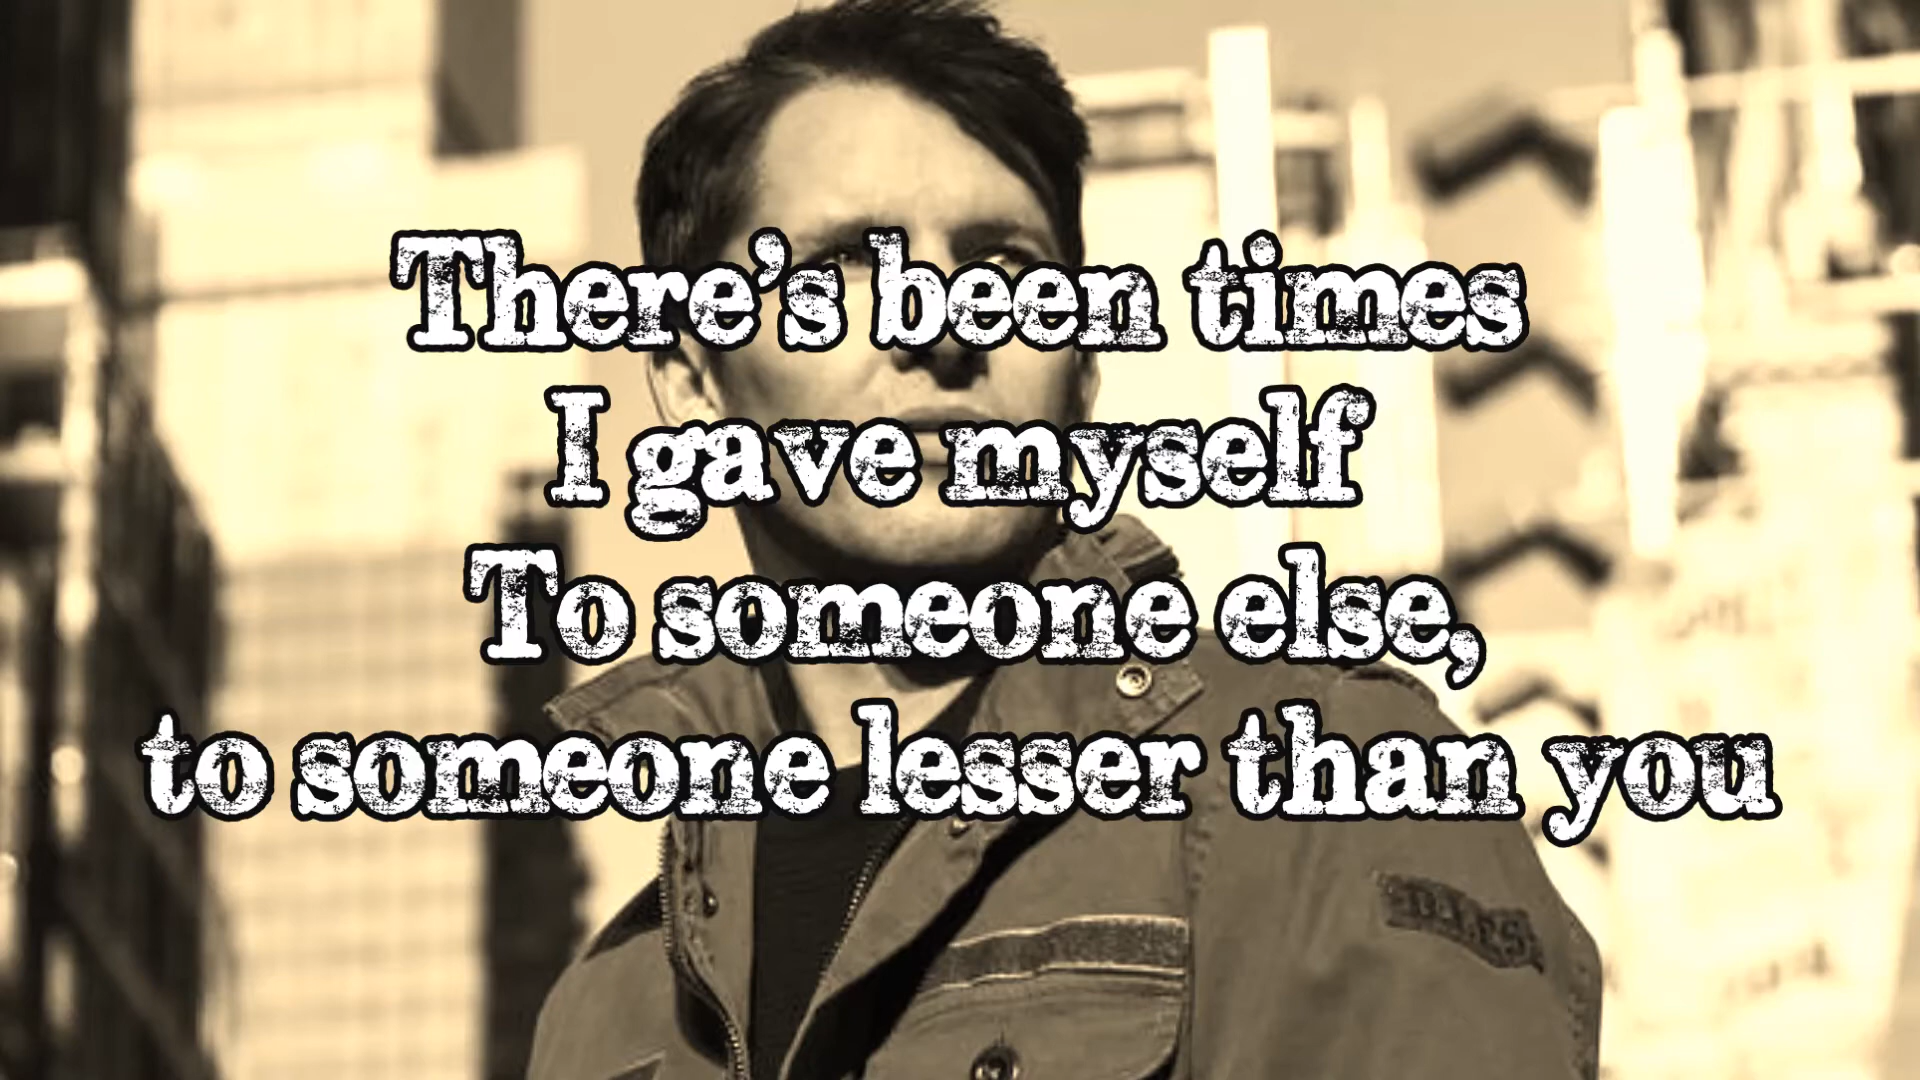 There's been times
I gave myself
To someone else,
to someone lesser than you